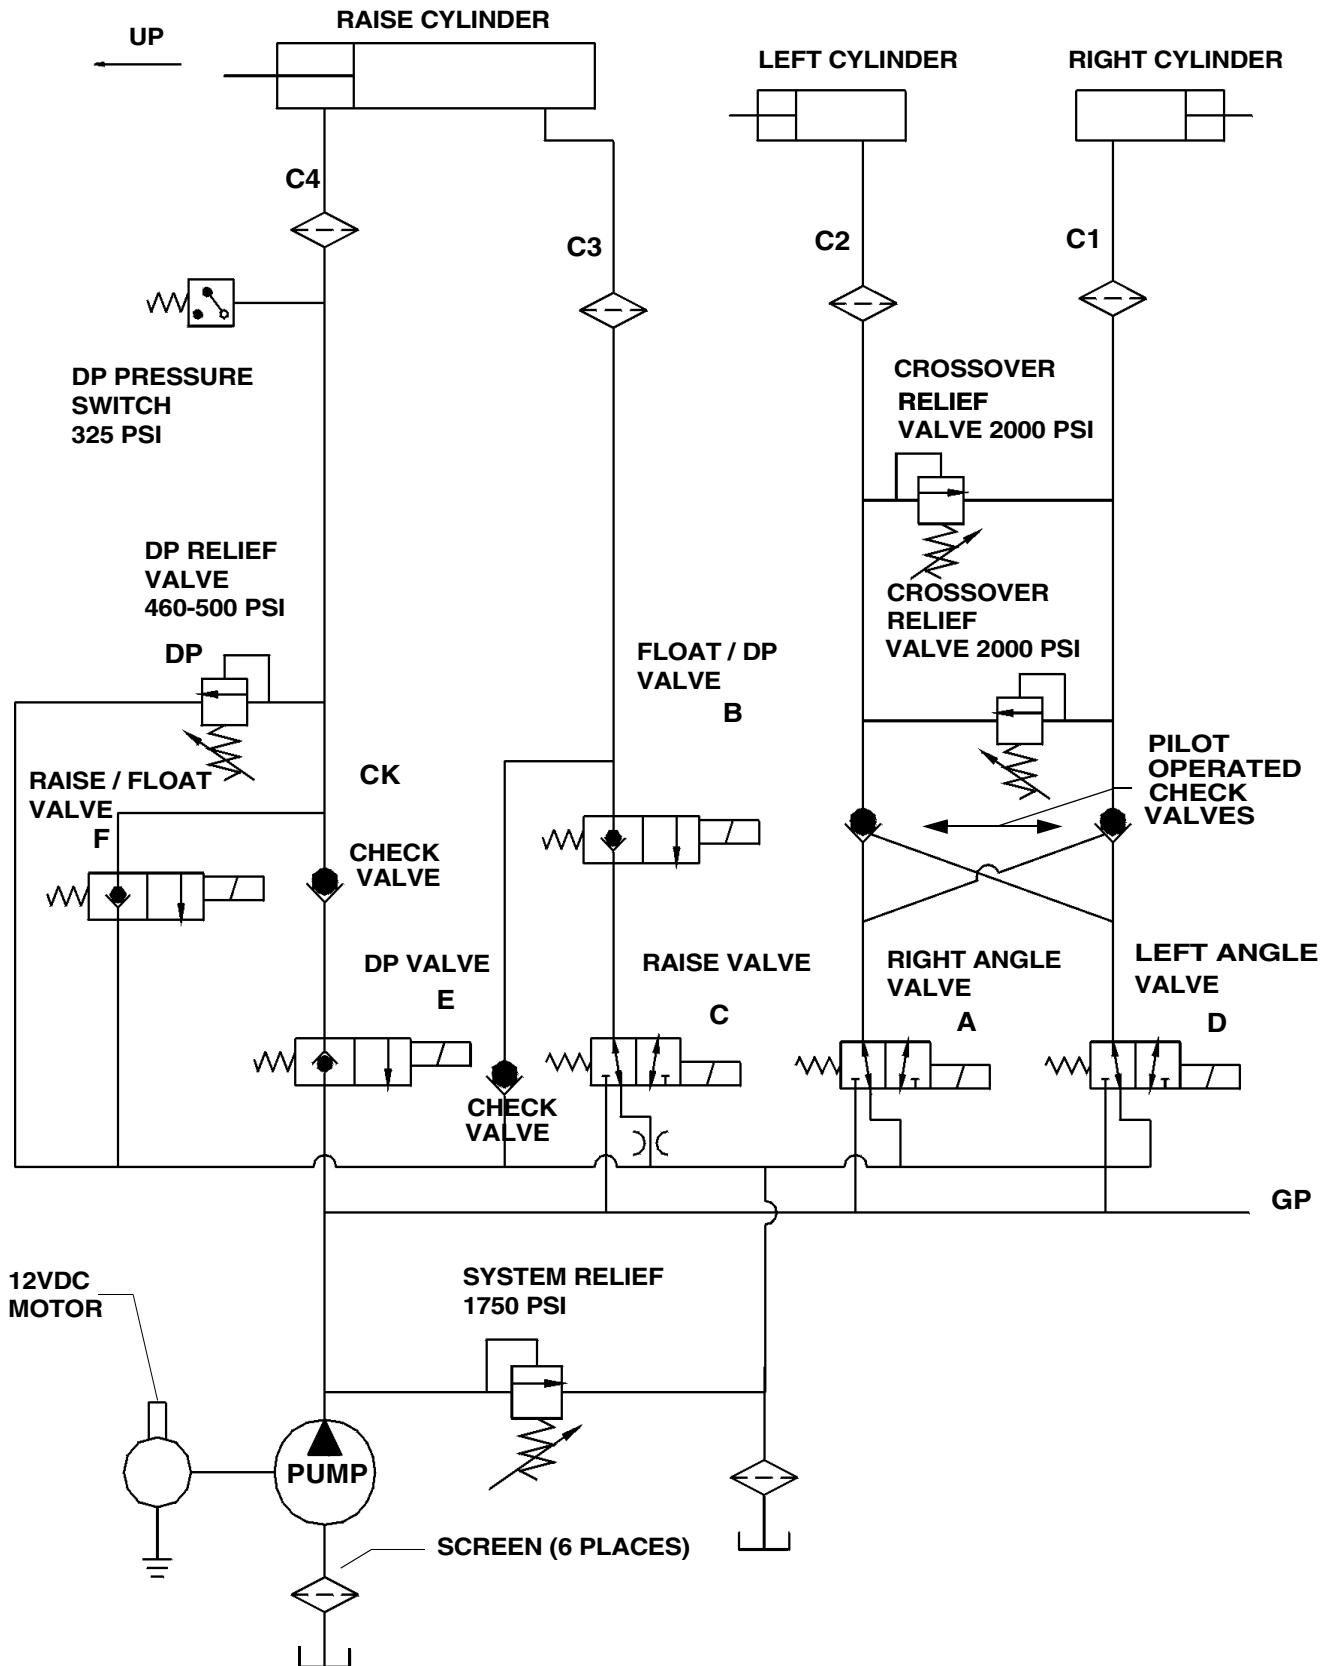 RAISE CYLINDER
UP
LEFT CYLINDER
RIGHT CYLINDER
C4
C3
C2
C1
DP PRESSURE
SWITCH
325 PSI
CROSSOVER
RELIEF
VALVE 2000 PSI
DP RELIEF
VALVE
460-500 PSI
DP
CROSSOVER
RELIEF
VALVE 2000 PSI
FLOAT / DP
VALVE
B
PILOT
OPERATED
CHECK
VALVES
RAISE / FLOAT
VALVE
F
CK
CHECK
VALVE
DP VALVE
E
RAISE VALVE
C
RIGHT ANGLE
VALVE
A
LEFT ANGLE
VALVE
D
CHECK
VALVE
GP
12VDC
MOTOR
SYSTEM RELIEF
1750 PSI
PUMP
SCREEN (6 PLACES)